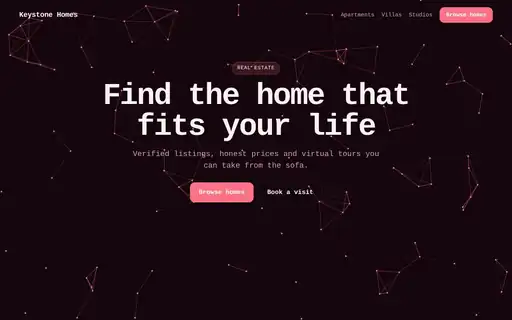 Keystone Homes
Apartments Villas Studios Browse homes
REAL ESTATE
Find the home that
fits your life
Verified listings, honest prices and virtual tours you
can take from the sofa.
Browse homes Book a visit